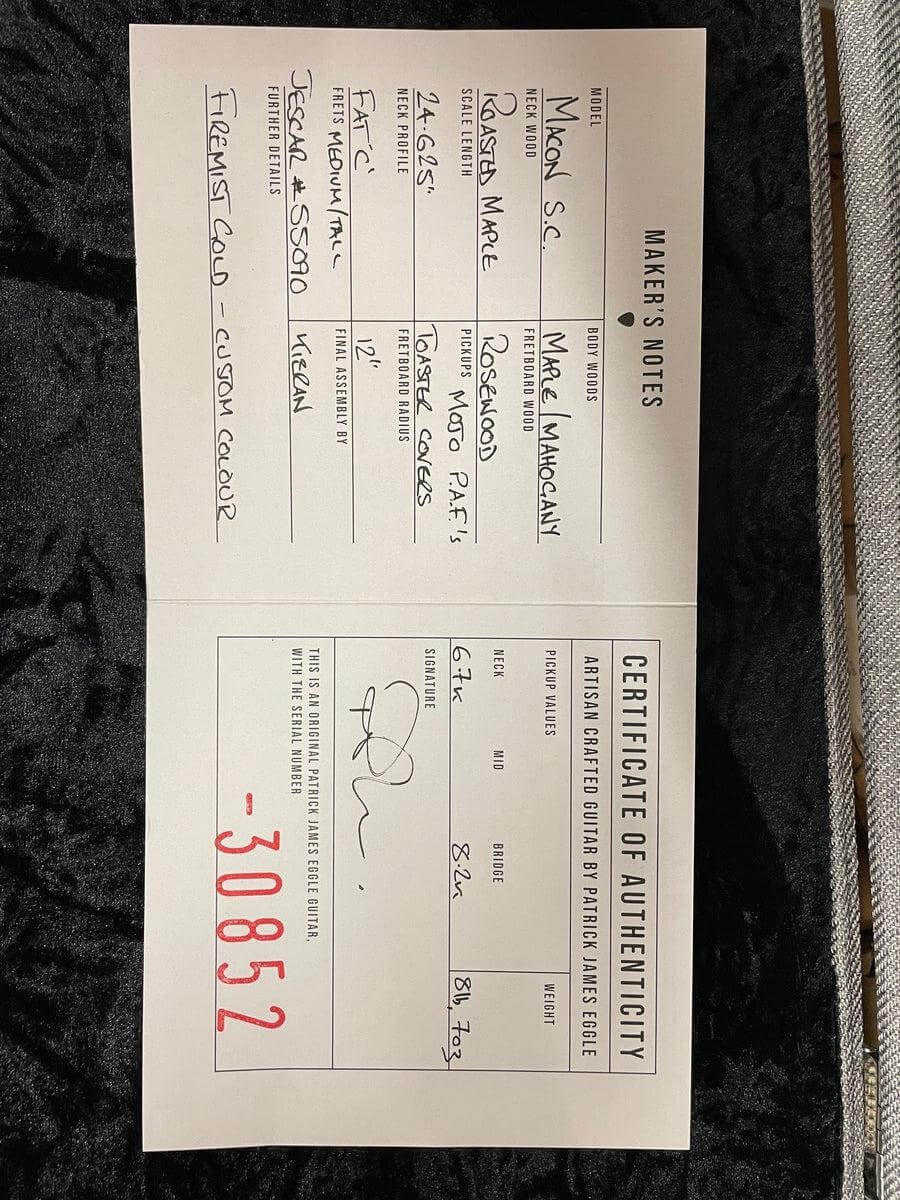 MAKER'S NOTES
MODEL
MACON S.C.
BODY WOODS
MAPLE/MAHOGANY
NECK WOOD
ROASTED MAPLE
FRETBOARD WOOD
ROSEWOOD
SCALE LENGTH
24.625"
PICKUPS MOJO P.A.F.'s
TOASTER COVERS
NECK PROFILE
FAT 'C'
FRETBOARD RADIUS
12"
FRETS MEDIUM/TALL
JESCAR #55090
FINAL ASSEMBLY BY
KIERAN
FURTHER DETAILS
FIREMIST GOLD - CUSTOM COLOUR
CERTIFICATE OF AUTHENTICITY
ARTISAN CRAFTED GUITAR BY PATRICK JAMES EGGLE
PICKUP VALUES
NECK MID BRIDGE
6.7K 8.2K
WEIGHT
8lb, 7oz
SIGNATURE
THIS IS AN ORIGINAL PATRICK JAMES EGGLE GUITAR,
WITH THE SERIAL NUMBER
-30852